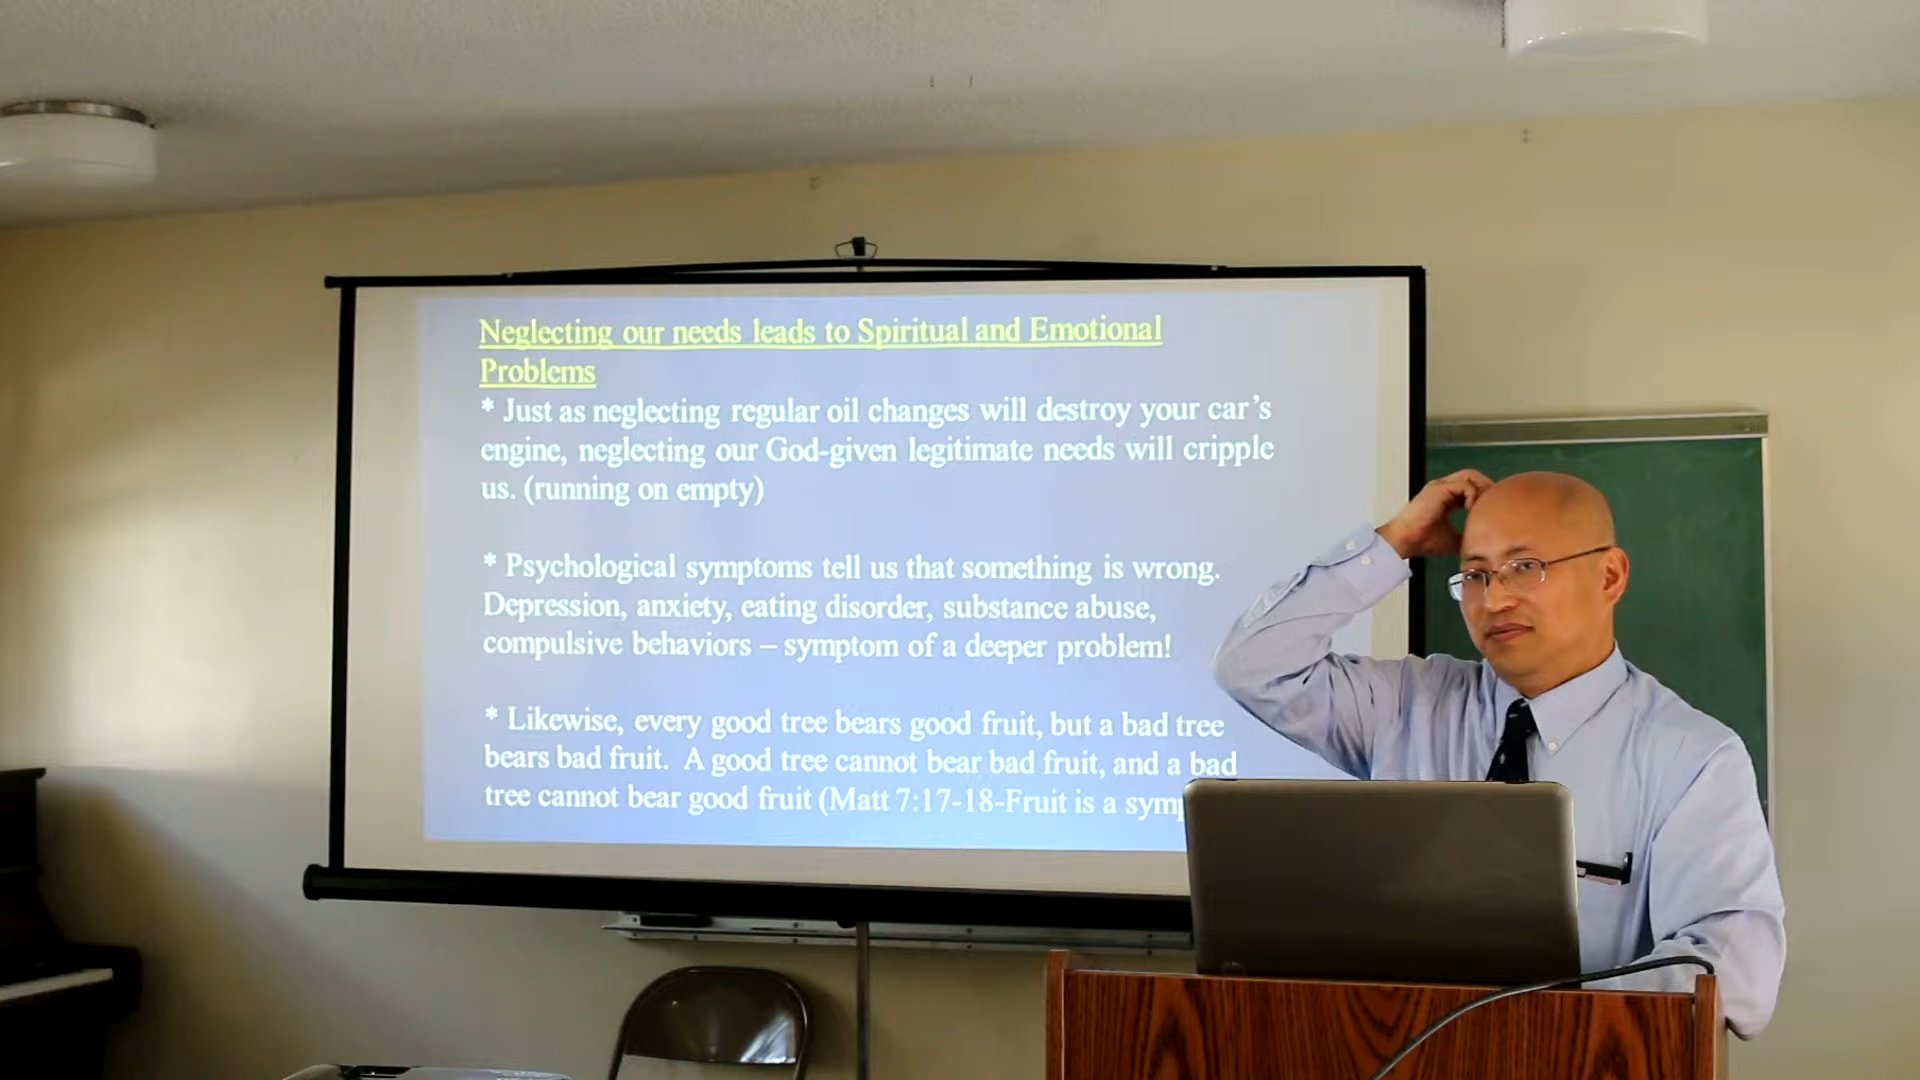 Neglecting our needs leads to Spiritual and Emotional
Problems
* Just as neglecting regular oil changes will destroy your car's
engine, neglecting our God-given legitimate needs will cripple
us. (running on empty)
* Psychological symptoms tell us that something is wrong.
Depression, anxiety, eating disorder, substance abuse,
compulsive behaviors – symptom of a deeper problem!
* Likewise, every good tree bears good fruit, but a bad tree
bears bad fruit. A good tree cannot bear bad fruit, and a bad
tree cannot bear good fruit (Matt 7:17-18-Fruit is a